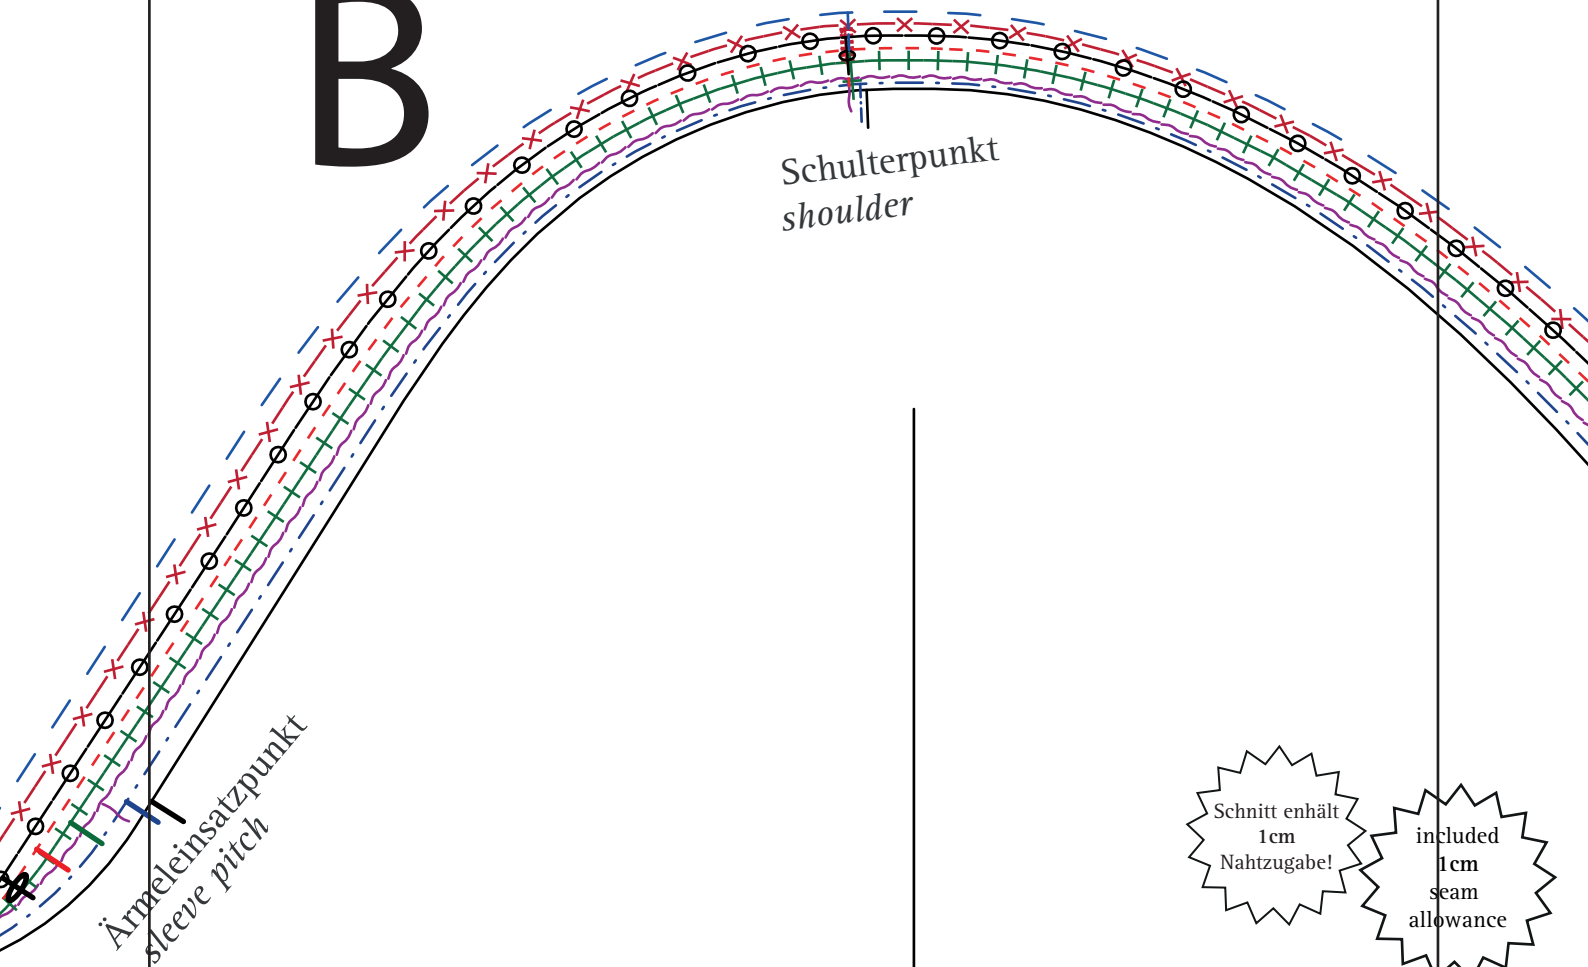 B
Schulterpunkt
shoulder
Ärmeleinsatzpunkt
sleeve pitch
Schnitt enhält
1cm
Nahtzugabe!
included
1cm
seam
allowance